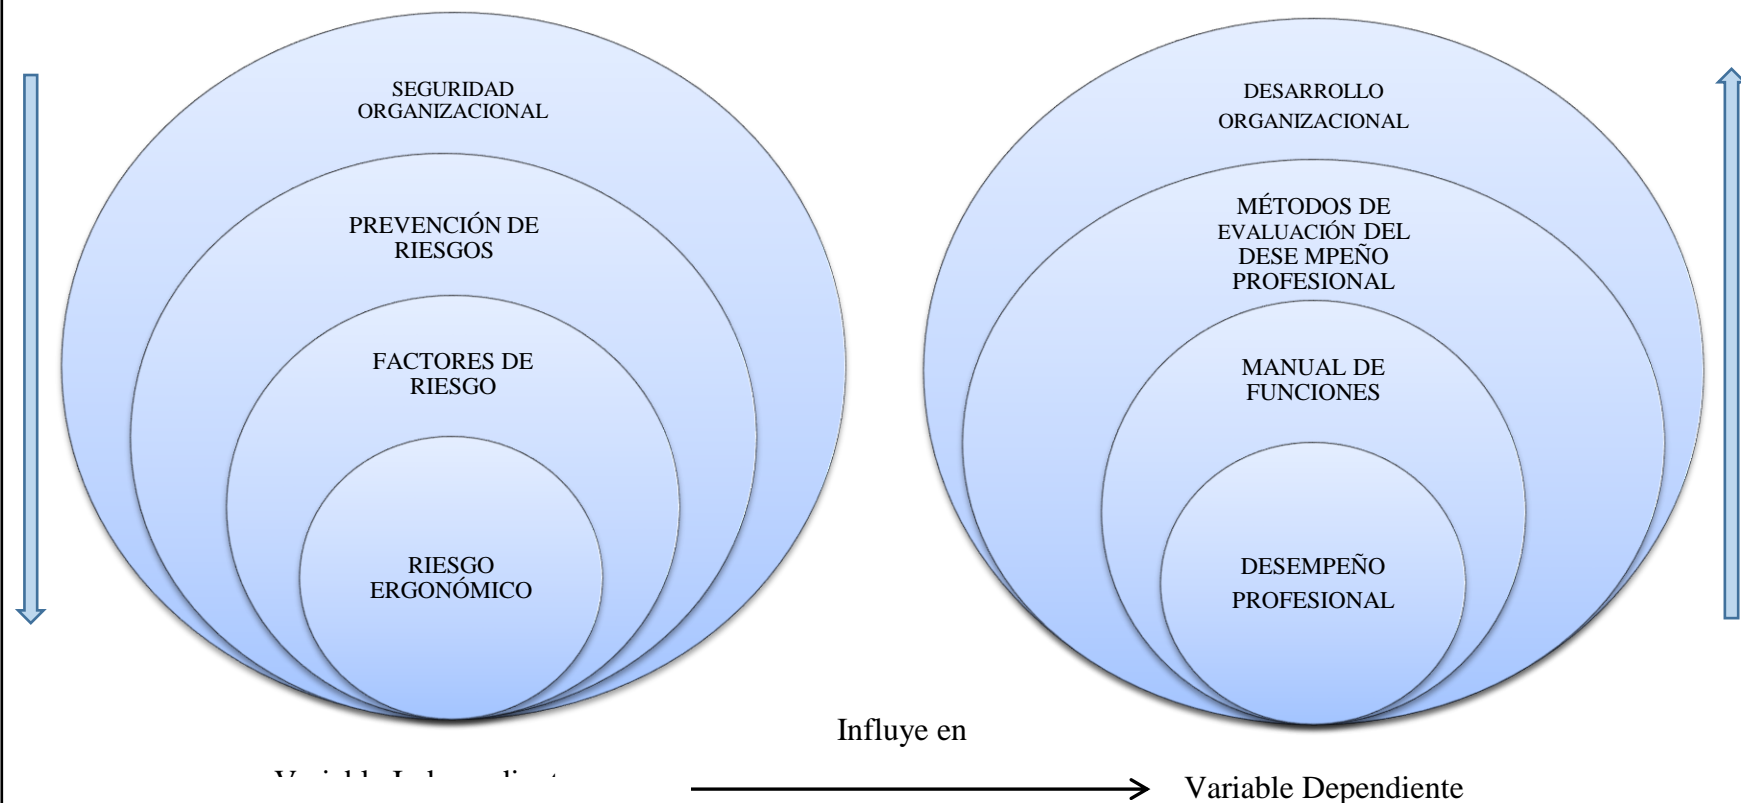 SEGURIDAD
ORGANIZACIONAL
PREVENCIÓN DE
RIESGOS
FACTORES DE
RIESGO
RIESGO
ERGONÓMICO
DESARROLLO
ORGANIZACIONAL
MÉTODOS DE
EVALUACIÓN DEL
DESE MPEÑO
PROFESIONAL
MANUAL DE
FUNCIONES
DESEMPEÑO
PROFESIONAL
Influye en
Variable Dependiente